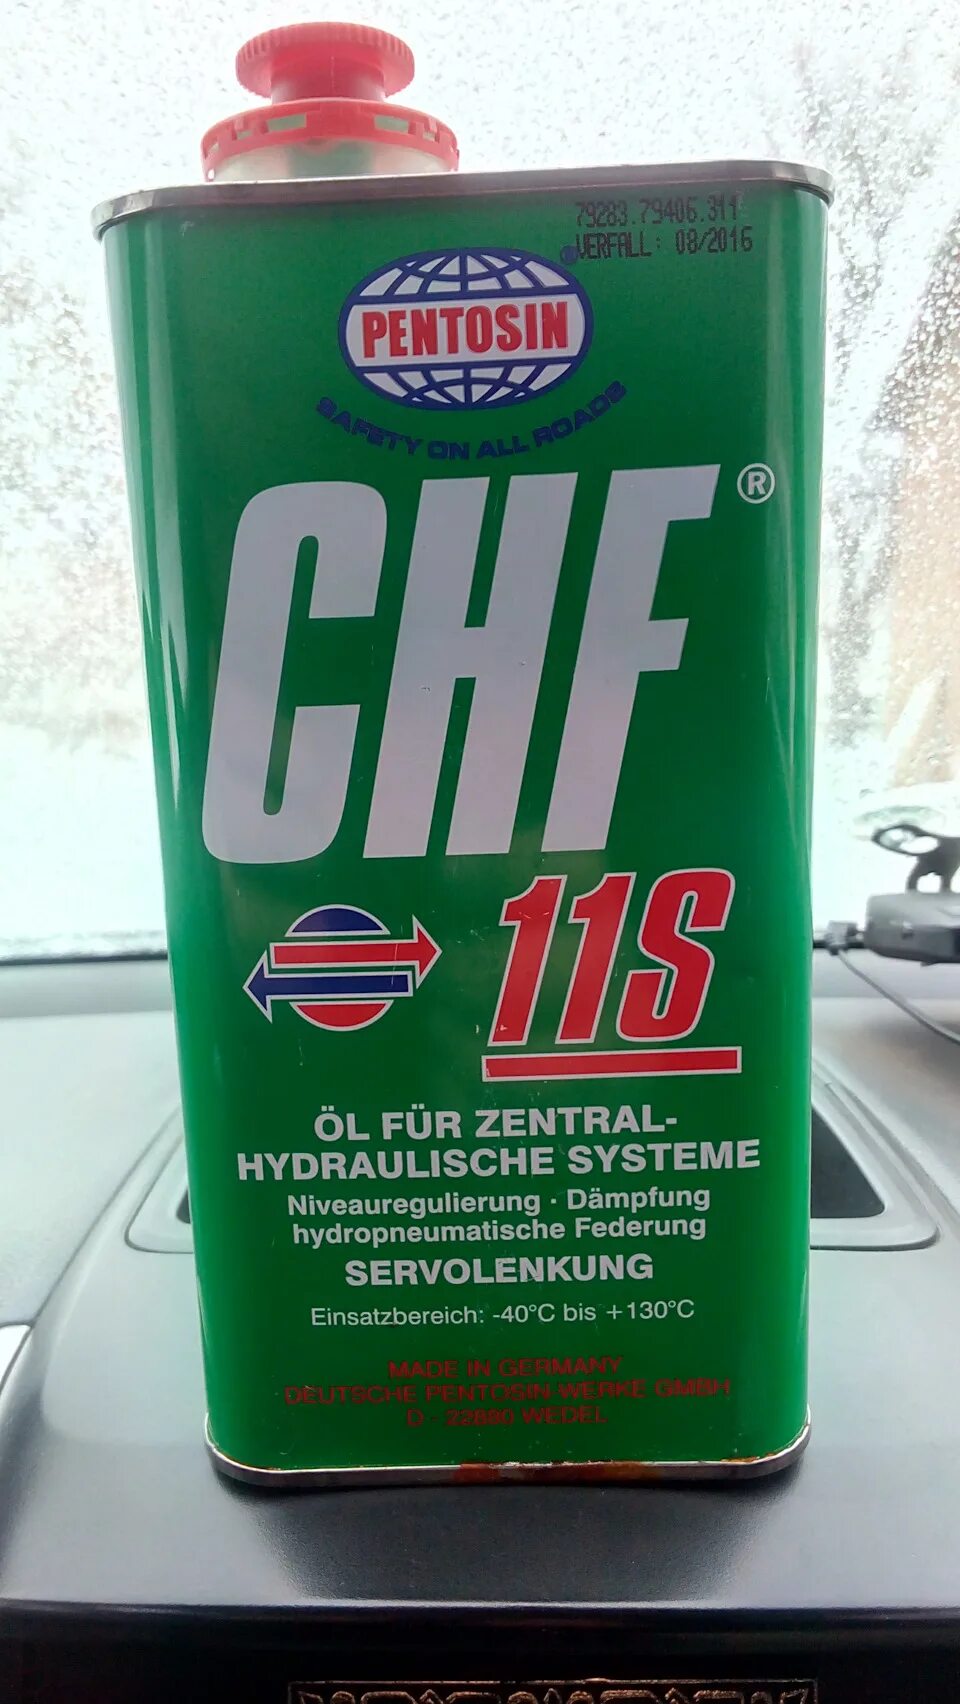 79283.79406.311
VERFALL: 08/2016
PENTOSIN
SAFETY ON ALL ROADS
CHF®
11S
ÖL FÜR ZENTRAL-
HYDRAULISCHE SYSTEME
Niveauregulierung · Dämpfung
hydropneumatische Federung
SERVOLENKUNG
Einsatzbereich: -40°C bis +130°C
MADE IN GERMANY
DEUTSCHE PENTOSIN-WERKE GMBH
D - 22880 WEDEL